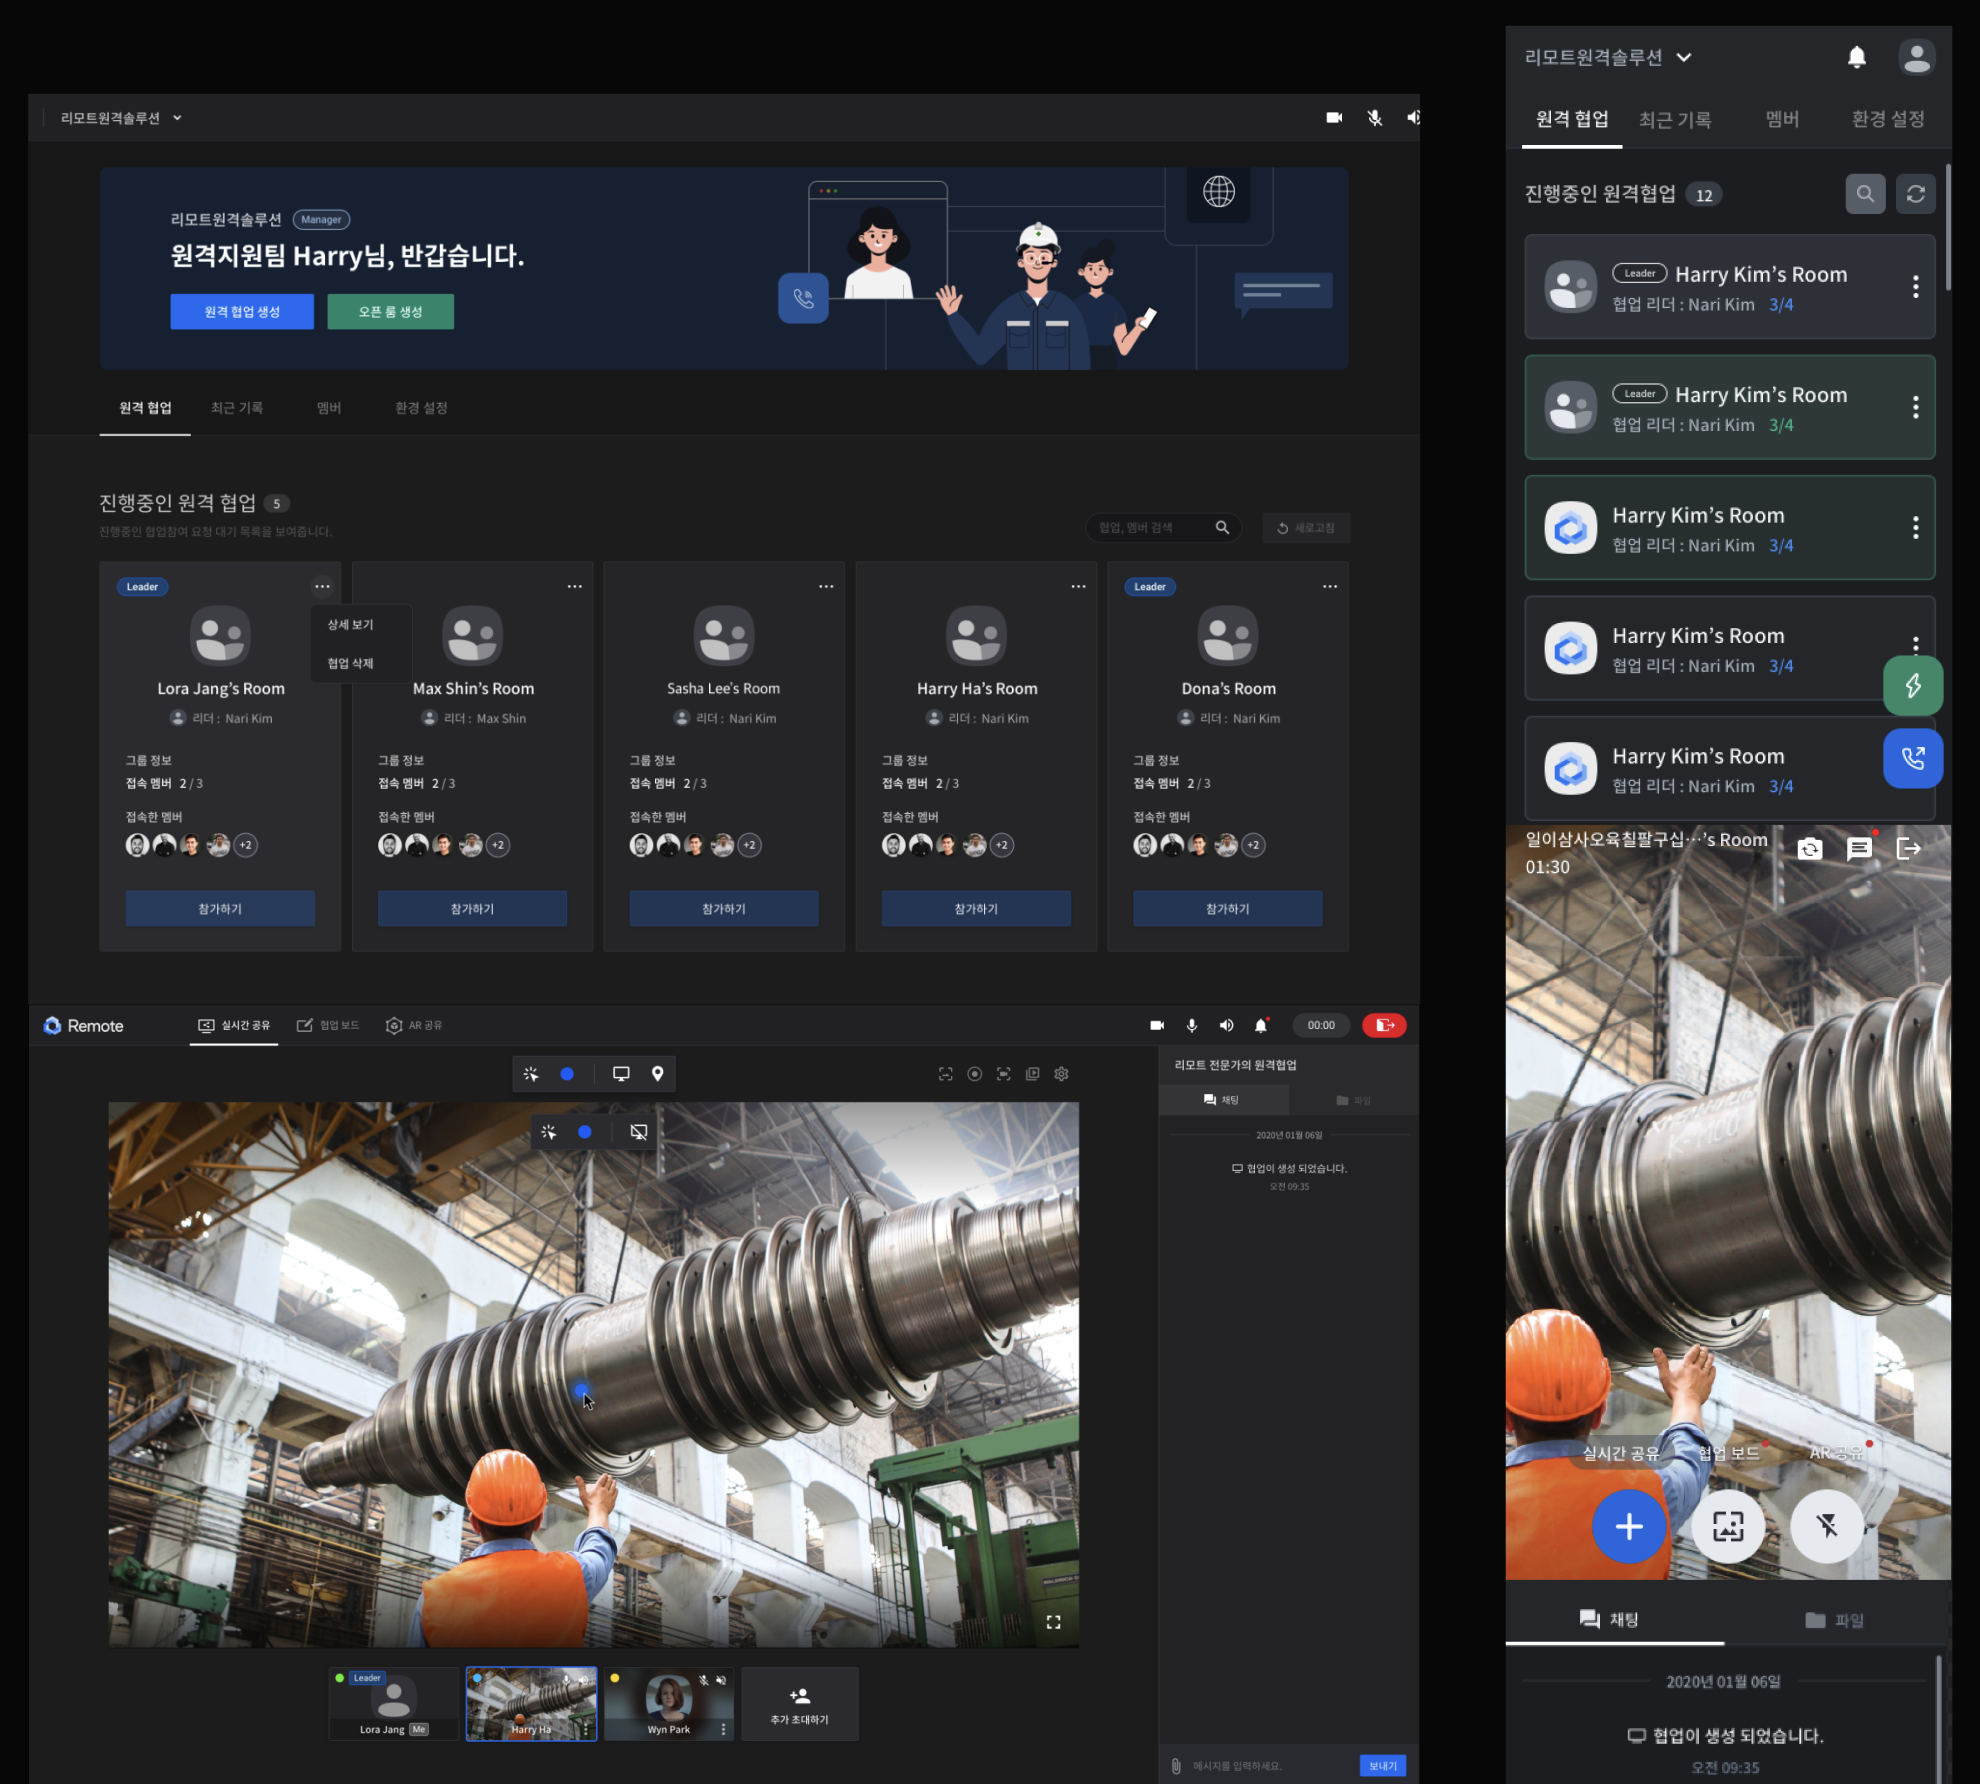 리모트원격솔루션
리모트원격솔루션 Manager
원격지원팀 Harry님, 반갑습니다.
원격 협업 생성 오픈 룸 생성
원격 협업 최근 기록 멤버 환경 설정
진행중인 원격 협업 5
진행중인 협업참여 요청 대기 목록을 보여줍니다.
협업, 멤버 검색 새로고침
Leader
상세 보기
협업 삭제
Lora Jang's Room
리더 : Nari Kim
그룹 정보
접속 멤버 2 / 3
접속한 멤버
+2
참가하기
Max Shin's Room
리더 : Max Shin
그룹 정보
접속 멤버 2 / 3
접속한 멤버
+2
참가하기
Sasha Lee's Room
리더 : Nari Kim
그룹 정보
접속 멤버 2 / 3
접속한 멤버
+2
참가하기
Harry Ha's Room
리더 : Nari Kim
그룹 정보
접속 멤버 2 / 3
접속한 멤버
+2
참가하기
Leader
Dona's Room
리더 : Nari Kim
그룹 정보
접속 멤버 2 / 3
접속한 멤버
+2
참가하기
Remote 실시간 공유 협업 보드 AR 공유 00:00
리모트 전문가의 원격협업
채팅 파일
2020년 01월 06일
협업이 생성 되었습니다.
오전 09:35
Leader
Lora Jang Me
Harry Ha
Wyn Park
추가 초대하기
메시지를 입력하세요. 보내기
리모트원격솔루션
원격 협업 최근 기록 멤버 환경 설정
진행중인 원격협업 12
Leader Harry Kim's Room
협업 리더 : Nari Kim 3/4
Leader Harry Kim's Room
협업 리더 : Nari Kim 3/4
Harry Kim's Room
협업 리더 : Nari Kim 3/4
Harry Kim's Room
협업 리더 : Nari Kim 3/4
Harry Kim's Room
협업 리더 : Nari Kim 3/4
일이삼사오육칠팔구십…'s Room
01:30
실시간 공유 협업 보드 AR 공유
채팅 파일
2020년 01월 06일
협업이 생성 되었습니다.
오전 09:35